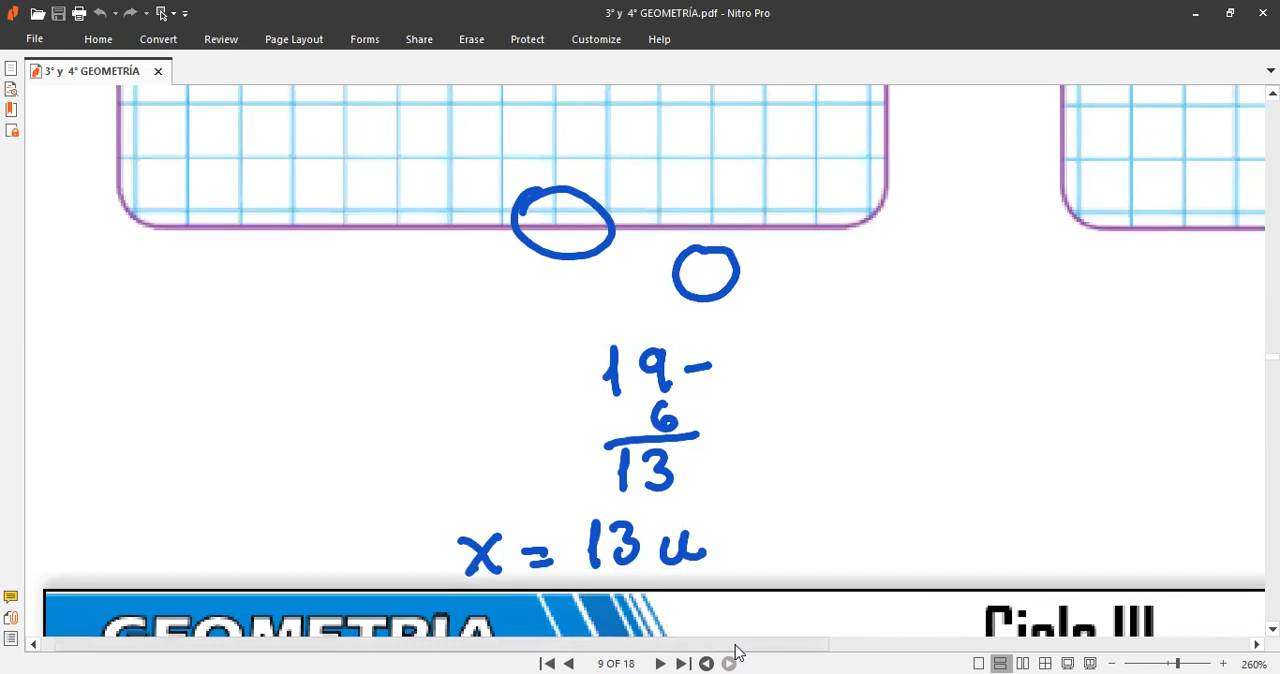 3° y  4° GEOMETRÍA.pdf - Nitro Pro
File Home Convert Review Page Layout Forms Share Erase Protect Customize Help
3° y  4° GEOMETRÍA
19 -
6
13
x = 13 u
GEOMETRÍA Ciclo III
9 OF 18
260%